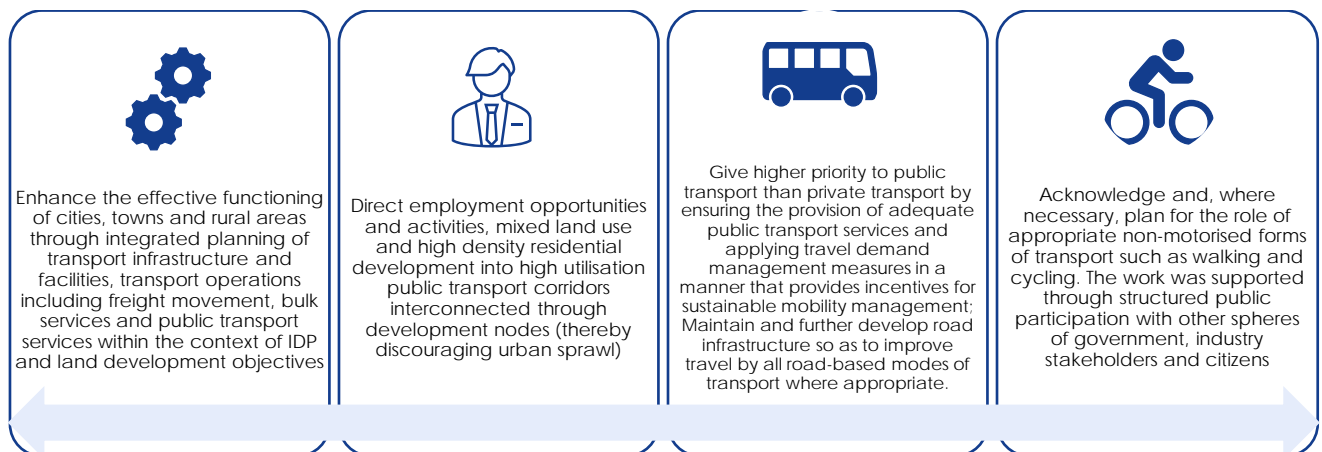 Enhance the effective functioning
of cities, towns and rural areas
through integrated planning of
transport infrastructure and
facilities, transport operations
including freight movement, bulk
services and public transport
services within the context of IDP
and land development objectives
Direct employment opportunities
and activities, mixed land use
and high density residential
development into high utilisation
public transport corridors
interconnected through
development nodes (thereby
discouraging urban sprawl)
Give higher priority to public
transport than private transport by
ensuring the provision of adequate
public transport services and
applying travel demand
management measures in a
manner that provides incentives for
sustainable mobility management;
Maintain and further develop road
infrastructure so as to improve
travel by all road-based modes of
transport where appropriate.
Acknowledge and, where
necessary, plan for the role of
appropriate non-motorised forms
of transport such as walking and
cycling. The work was supported
through structured public
participation with other spheres
of government, industry
stakeholders and citizens